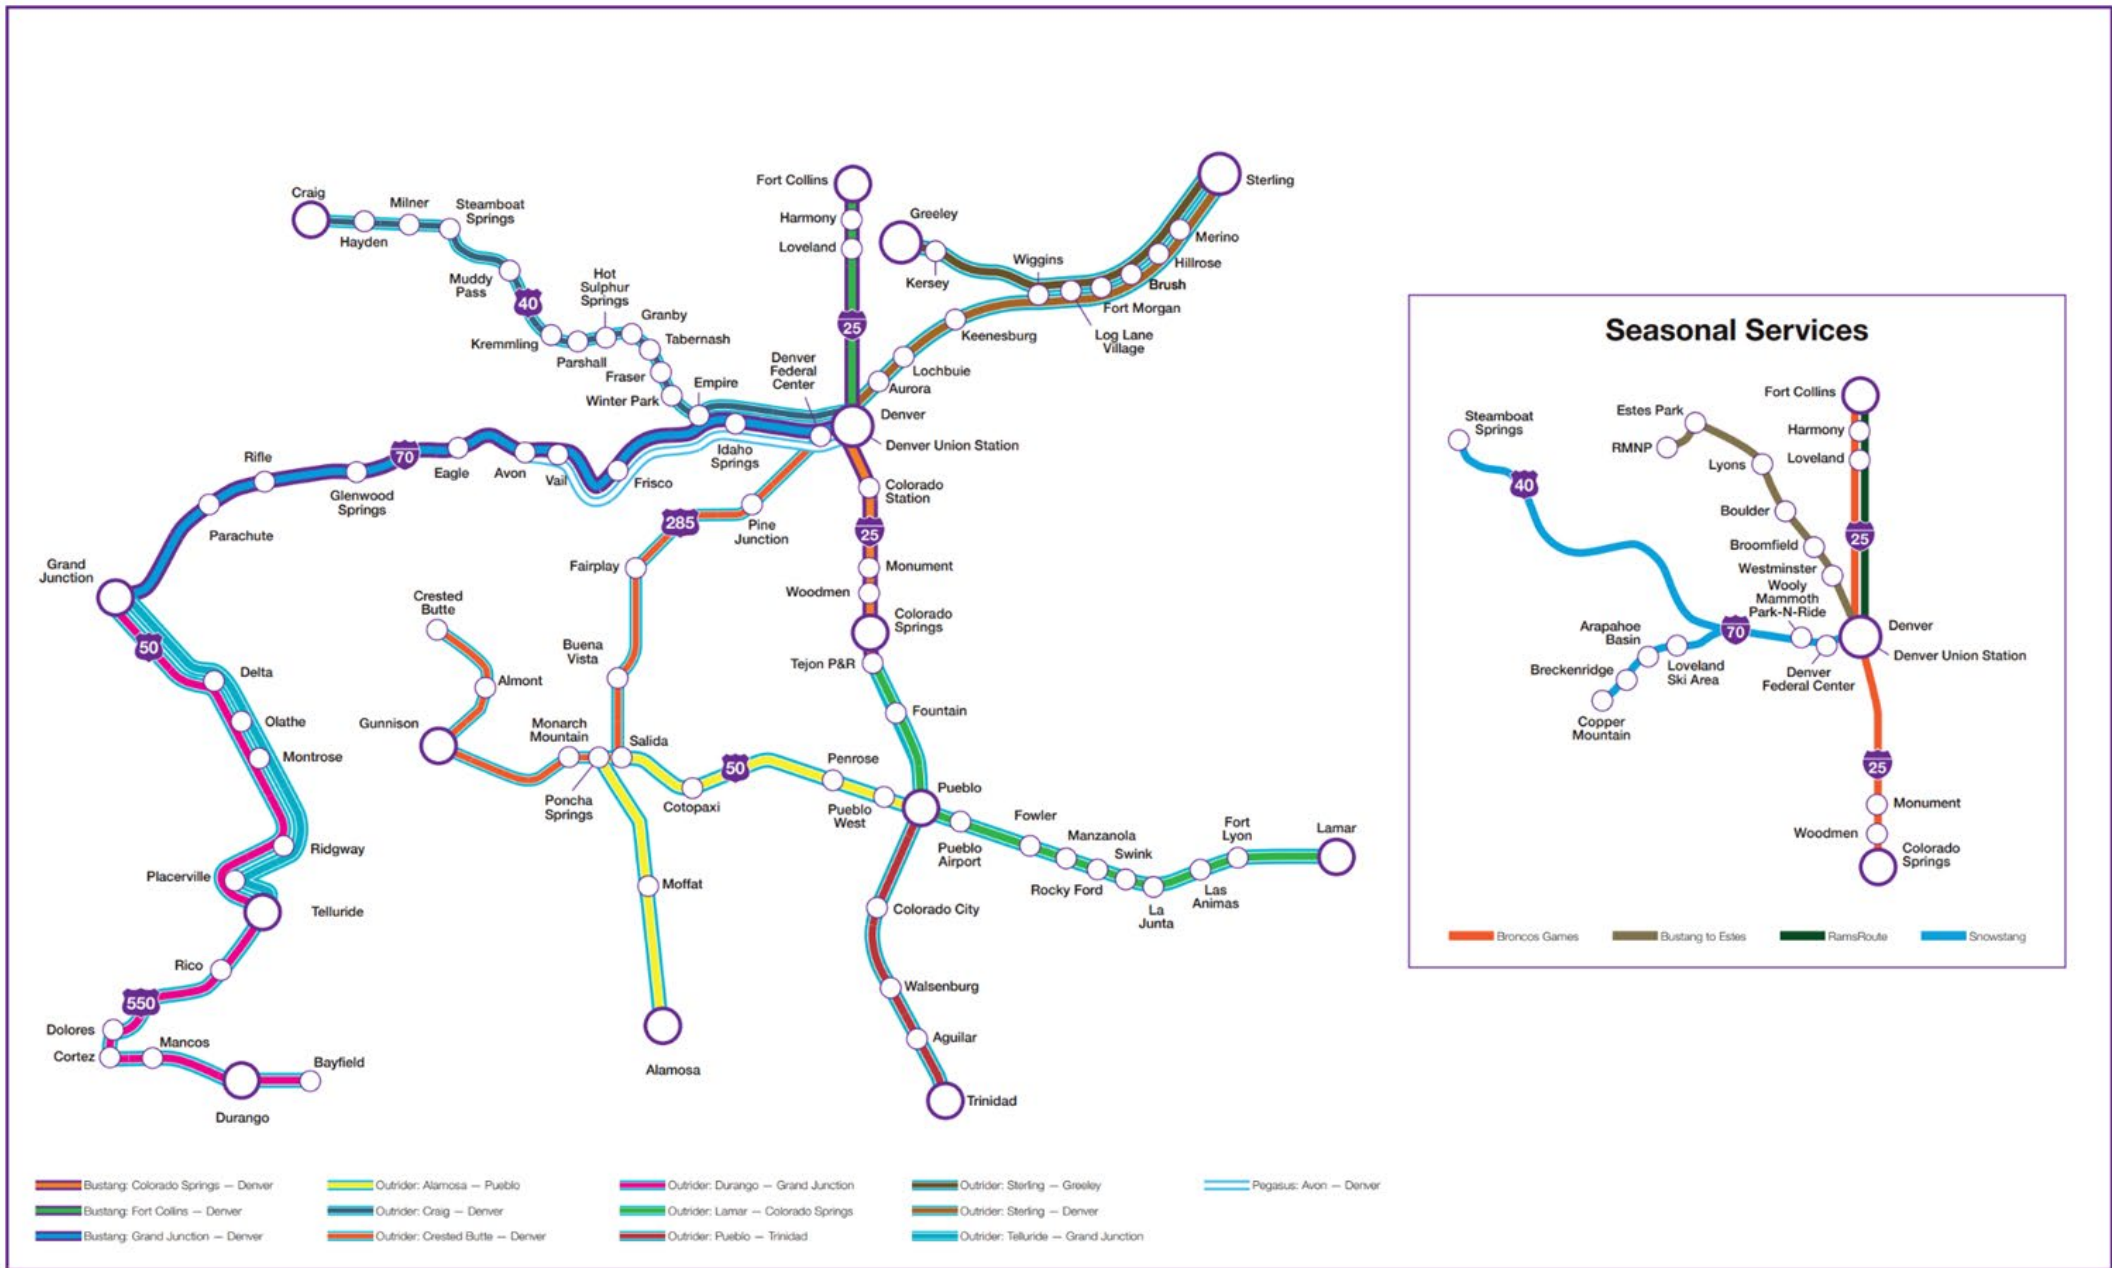 Craig
Hayden
Milner
Steamboat
Springs
Muddy
Pass
40
Hot
Sulphur
Springs
Kremmling
Parshall
Granby
Tabernash
Fraser
Winter Park
Empire
Denver
Federal
Center
Idaho
Springs
Fort Collins
Harmony
Loveland
25
Greeley
Kersey
Wiggins
Sterling
Merino
Hillrose
Brush
Fort Morgan
Log Lane
Village
Keenesburg
Lochbuie
Aurora
Denver
Denver Union Station
Rifle
70
Eagle
Avon
Vail
Frisco
Glenwood
Springs
Parachute
Grand
Junction
50
Delta
Olathe
Montrose
Ridgway
Placerville
Telluride
Rico
550
Dolores
Cortez
Mancos
Durango
Bayfield
285
Pine
Junction
Fairplay
Buena
Vista
Crested
Butte
Almont
Gunnison
Monarch
Mountain
Poncha
Springs
Salida
Cotopaxi
50
Penrose
Pueblo
West
Moffat
Alamosa
Colorado
Station
25
Monument
Woodmen
Colorado
Springs
Tejon P&R
Fountain
Pueblo
Pueblo
Airport
Fowler
Manzanola
Rocky Ford
Swink
La
Junta
Las
Animas
Fort
Lyon
Lamar
Colorado City
Walsenburg
Aguilar
Trinidad
Seasonal Services
Steamboat
Springs
40
Estes Park
RMNP
Lyons
Boulder
Broomfield
Westminster
Wooly
Mammoth
Park-N-Ride
Fort Collins
Harmony
Loveland
25
70
Arapahoe
Basin
Breckenridge
Loveland
Ski Area
Copper
Mountain
Denver
Federal Center
Denver
Denver Union Station
25
Monument
Woodmen
Colorado
Springs
Broncos Games
Bustang to Estes
RamsRoute
Snowstang
Bustang: Colorado Springs — Denver
Bustang: Fort Collins — Denver
Bustang: Grand Junction — Denver
Outrider: Alamosa — Pueblo
Outrider: Craig — Denver
Outrider: Crested Butte — Denver
Outrider: Durango — Grand Junction
Outrider: Lamar — Colorado Springs
Outrider: Pueblo — Trinidad
Outrider: Sterling — Greeley
Outrider: Sterling — Denver
Outrider: Telluride — Grand Junction
Pegasus: Avon — Denver